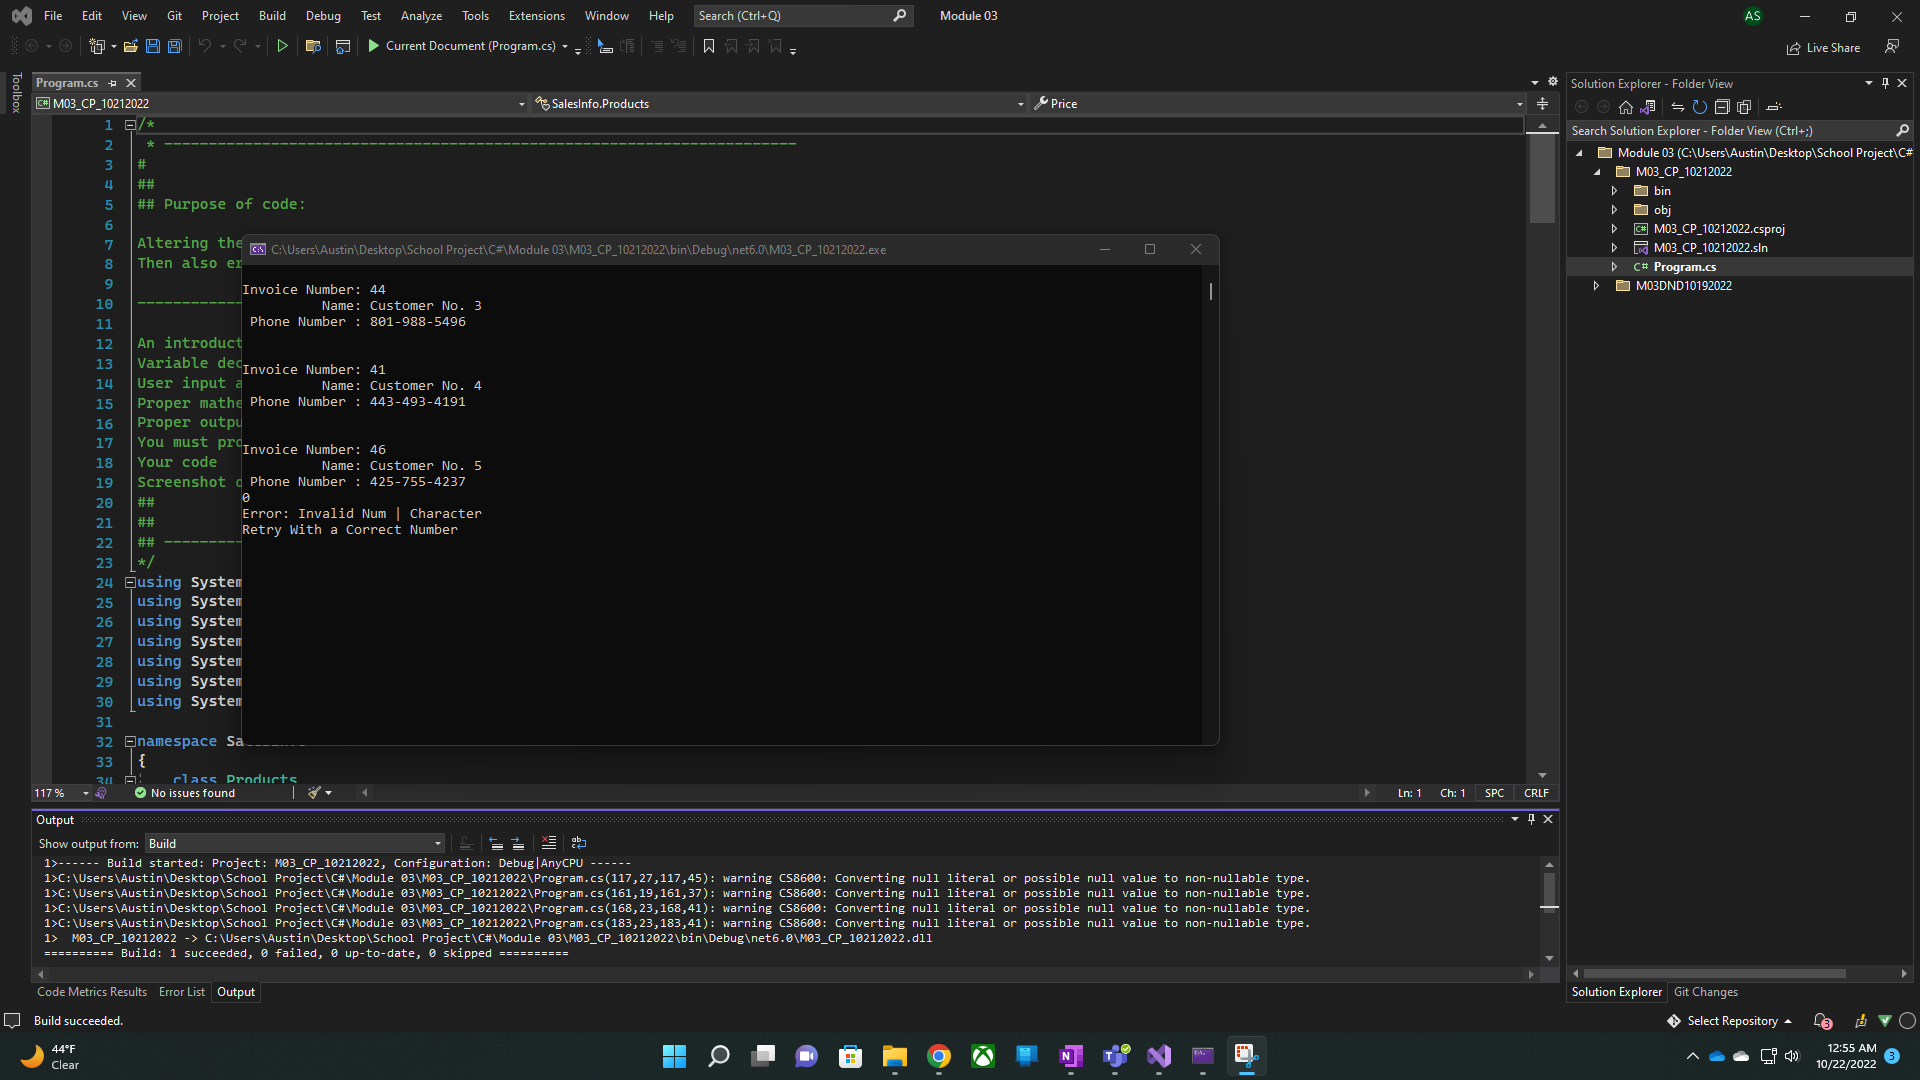 File Edit View Git Project Build Debug Test Analyze Tools Extensions Window Help Search (Ctrl+Q) Module 03 AS
Current Document (Program.cs) Live Share
Toolbox
Program.cs
M03_CP_10212022 SalesInfo.Products Price
1 /*
2 * -----------------------------------------------------------------------
3 #
4 ##
5 ## Purpose of code:
6
7 Altering the
8 Then also er
9
10 ------------
11
12 An introduct
13 Variable dec
14 User input a
15 Proper mathe
16 Proper outpu
17 You must pro
18 Your code
19 Screenshot o
20 ##
21 ##
22 ## ---------
23 */
24 using System
25 using System
26 using System
27 using System
28 using System
29 using System
30 using System
31
32 namespace Sa
33 {
34 class Products
C:\Users\Austin\Desktop\School Project\C#\Module 03\M03_CP_10212022\bin\Debug\net6.0\M03_CP_10212022.exe
Invoice Number: 44
Name: Customer No. 3
Phone Number : 801-988-5496
Invoice Number: 41
Name: Customer No. 4
Phone Number : 443-493-4191
Invoice Number: 46
Name: Customer No. 5
Phone Number : 425-755-4237
0
Error: Invalid Num | Character
Retry With a Correct Number
117 % No issues found Ln: 1 Ch: 1 SPC CRLF
Output
Show output from: Build
1>------ Build started: Project: M03_CP_10212022, Configuration: Debug|AnyCPU ------
1>C:\Users\Austin\Desktop\School Project\C#\Module 03\M03_CP_10212022\Program.cs(117,27,117,45): warning CS8600: Converting null literal or possible null value to non-nullable type.
1>C:\Users\Austin\Desktop\School Project\C#\Module 03\M03_CP_10212022\Program.cs(161,19,161,37): warning CS8600: Converting null literal or possible null value to non-nullable type.
1>C:\Users\Austin\Desktop\School Project\C#\Module 03\M03_CP_10212022\Program.cs(168,23,168,41): warning CS8600: Converting null literal or possible null value to non-nullable type.
1>C:\Users\Austin\Desktop\School Project\C#\Module 03\M03_CP_10212022\Program.cs(183,23,183,41): warning CS8600: Converting null literal or possible null value to non-nullable type.
1> M03_CP_10212022 -> C:\Users\Austin\Desktop\School Project\C#\Module 03\M03_CP_10212022\bin\Debug\net6.0\M03_CP_10212022.dll
========== Build: 1 succeeded, 0 failed, 0 up-to-date, 0 skipped ==========
Code Metrics Results Error List Output
Solution Explorer - Folder View
Search Solution Explorer - Folder View (Ctrl+;)
Module 03 (C:\Users\Austin\Desktop\School Project\C#
M03_CP_10212022
bin
obj
M03_CP_10212022.csproj
M03_CP_10212022.sln
C# Program.cs
M03DND10192022
Solution Explorer Git Changes
Build succeeded. Select Repository 3
44°F
Clear
12:55 AM
10/22/2022 3